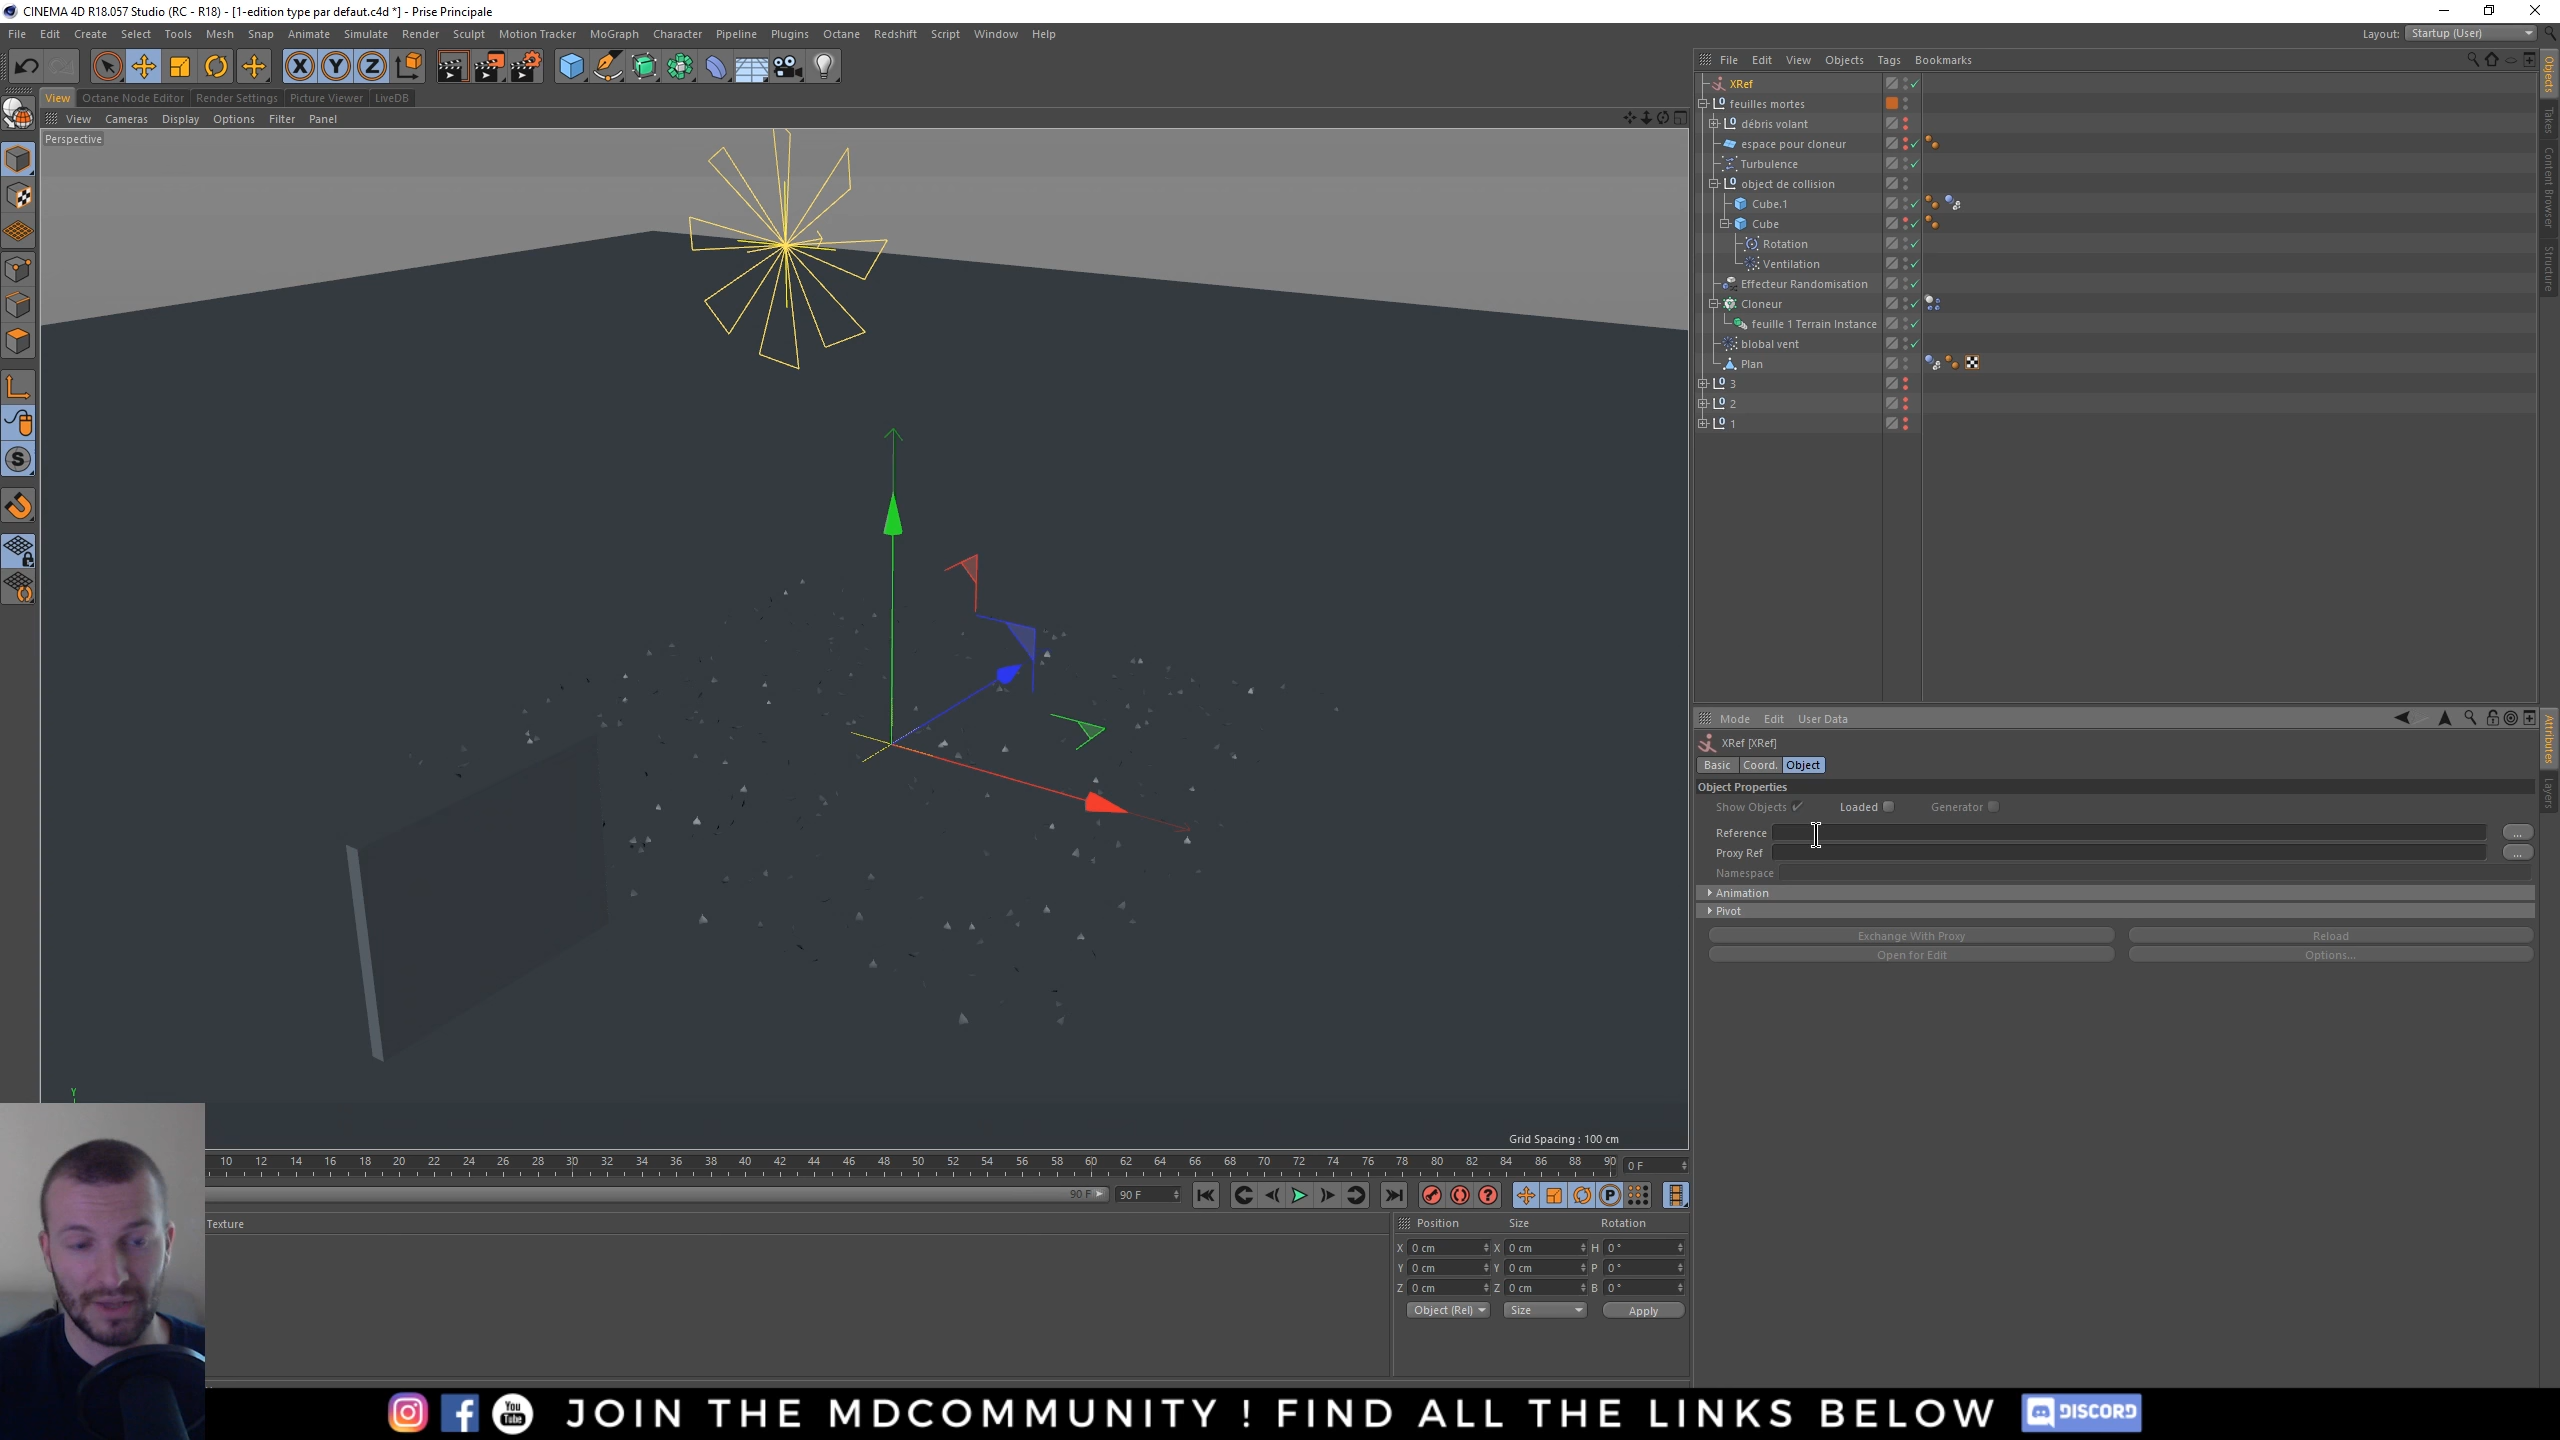 CINEMA 4D R18.057 Studio (RC - R18) - [1-edition type par defaut.c4d *] - Prise Principale
File Edit Create Select Tools Mesh Snap Animate Simulate Render Sculpt Motion Tracker MoGraph Character Pipeline Plugins Octane Redshift Script Window Help
Layout: Startup (User)
View Octane Node Editor Render Settings Picture Viewer LiveDB
View Cameras Display Options Filter Panel
Perspective
File Edit View Objects Tags Bookmarks
XRef
feuilles mortes
débris volant
espace pour cloneur
Turbulence
object de collision
Cube.1
Cube
Rotation
Ventilation
Effecteur Randomisation
Cloneur
feuille 1 Terrain Instance
blobal vent
Plan
3
2
1
Objects
Takes
Content Browser
Structure
Mode Edit User Data
XRef [XRef]
Basic Coord. Object
Object Properties
Show Objects Loaded Generator
Reference ...
Proxy Ref ...
Namespace
Animation
Pivot
Exchange With Proxy Reload
Open for Edit Options...
Attributes
Layers
Y
Grid Spacing : 100 cm
10 12 14 16 18 20 22 24 26 28 30 32 34 36 38 40 42 44 46 48 50 52 54 56 58 60 62 64 66 68 70 72 74 76 78 80 82 84 86 88 90 0 F
90 F 90 F
Texture
Position Size Rotation
X 0 cm X 0 cm H 0 °
Y 0 cm Y 0 cm P 0 °
Z 0 cm Z 0 cm B 0 °
Object (Rel) Size Apply
You Tube JOIN THE MDCOMMUNITY ! FIND ALL THE LINKS BELOW DISCORD